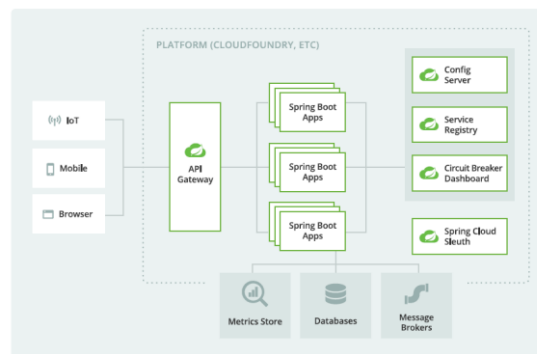 PLATFORM (CLOUDFOUNDRY, ETC)
IoT
Mobile
Browser
API
Gateway
Spring Boot
Apps
Spring Boot
Apps
Spring Boot
Apps
Config
Server
Service
Registry
Circuit Breaker
Dashboard
Spring Cloud
Sleuth
Metrics Store
Databases
Message
Brokers